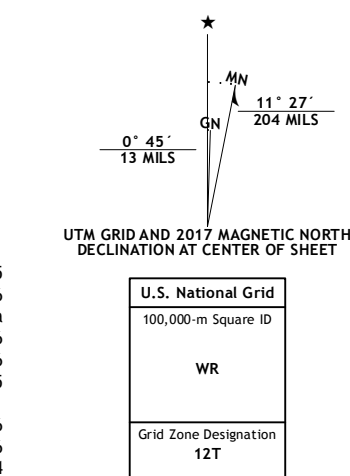 ★
MN
GN
11° 27´
204 MILS
0° 45´
13 MILS
UTM GRID AND 2017 MAGNETIC NORTH
DECLINATION AT CENTER OF SHEET
U.S. National Grid
100,000-m Square ID
WR
Grid Zone Designation
12T